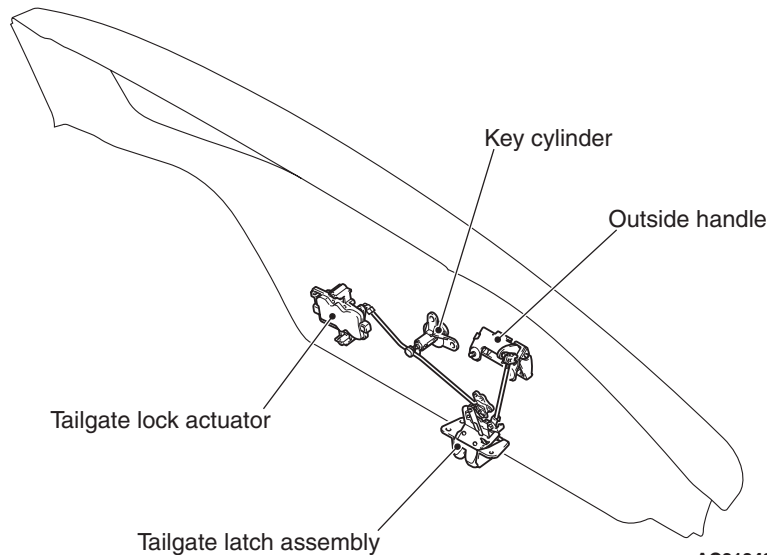 Key cylinder
Outside handle
Tailgate lock actuator
Tailgate latch assembly